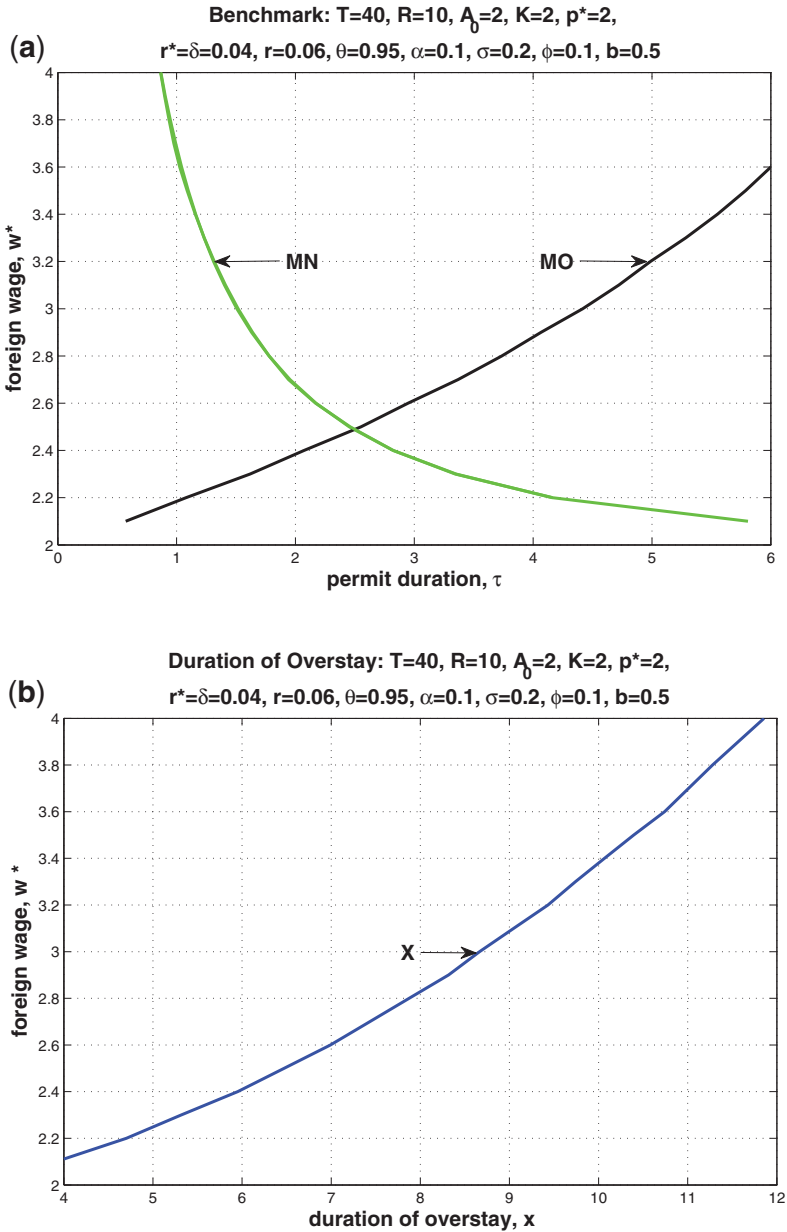 Benchmark: T=40, R=10, A0=2, K=2, p*=2,
(a)
r*=δ=0.04, r=0.06, θ=0.95, α=0.1, σ=0.2, ϕ=0.1, b=0.5
4
3.8
3.6
3.4
3.2
3
2.8
2.6
2.4
2.2
2
foreign wage, w*
MN
MO
0 1 2 3 4 5 6
permit duration, τ
Duration of Overstay: T=40, R=10, A0=2, K=2, p*=2,
(b)
r*=δ=0.04, r=0.06, θ=0.95, α=0.1, σ=0.2, ϕ=0.1, b=0.5
4
3.8
3.6
3.4
3.2
3
2.8
2.6
2.4
2.2
2
foreign wage, w*
X
4 5 6 7 8 9 10 11 12
duration of overstay, x